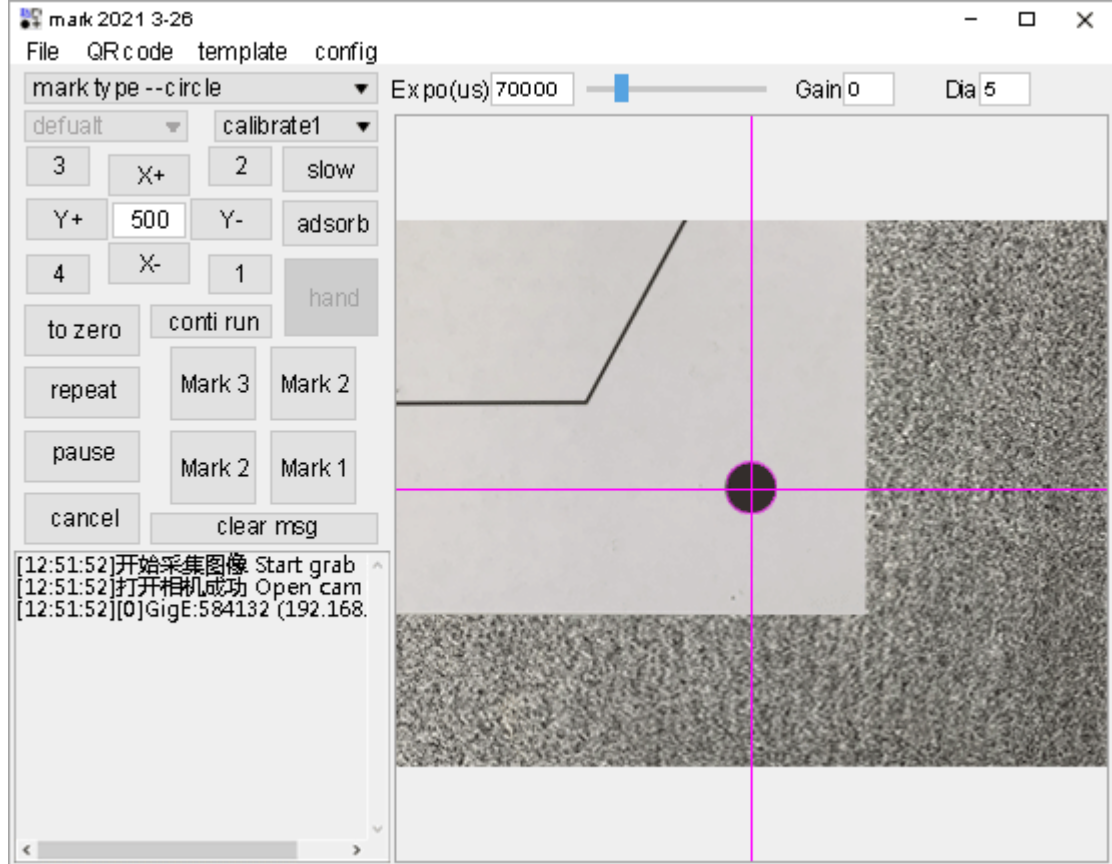 mark 2021 3-26
File QRcode template config
mark type --circle
Expo(us) 70000 Gain 0 Dia 5
defualt calibrate1
3 X+ 2 slow
Y+ 500 Y- adsorb
4 X- 1 hand
to zero conti run
repeat Mark 3 Mark 2
pause Mark 2 Mark 1
cancel clear msg
[12:51:52]开始采集图像 Start grab
[12:51:52]打开相机成功 Open cam
[12:51:52][0]GigE:584132 (192.168.